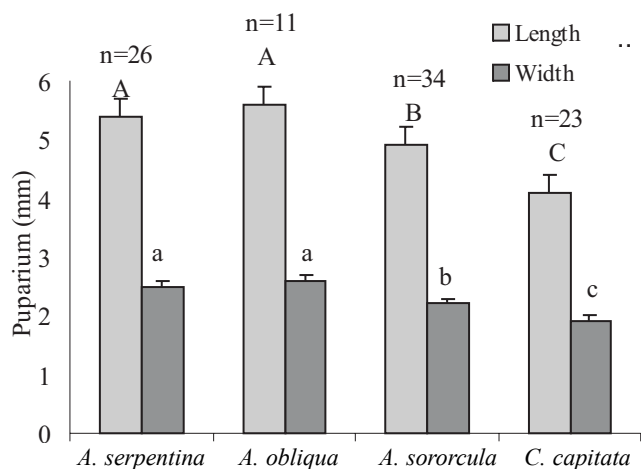 n=11
Length
..
n=26
A
Width
6
A
n=34
B
n=23
5
C
4
Puparium (mm)
3
a
a
b
c
2
1
0
A. serpentina
A. obliqua
A. sororcula
C. capitata